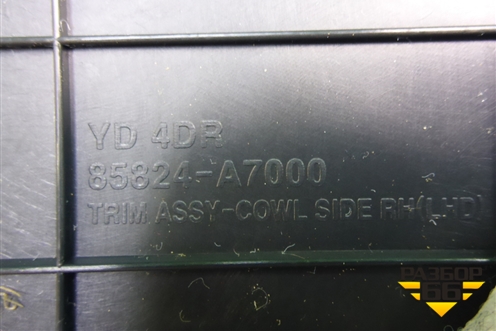 YD 4DR
85824-A7000
TRIM ASSY-COWL SIDE RH(LHD)
РАЗБОР
66